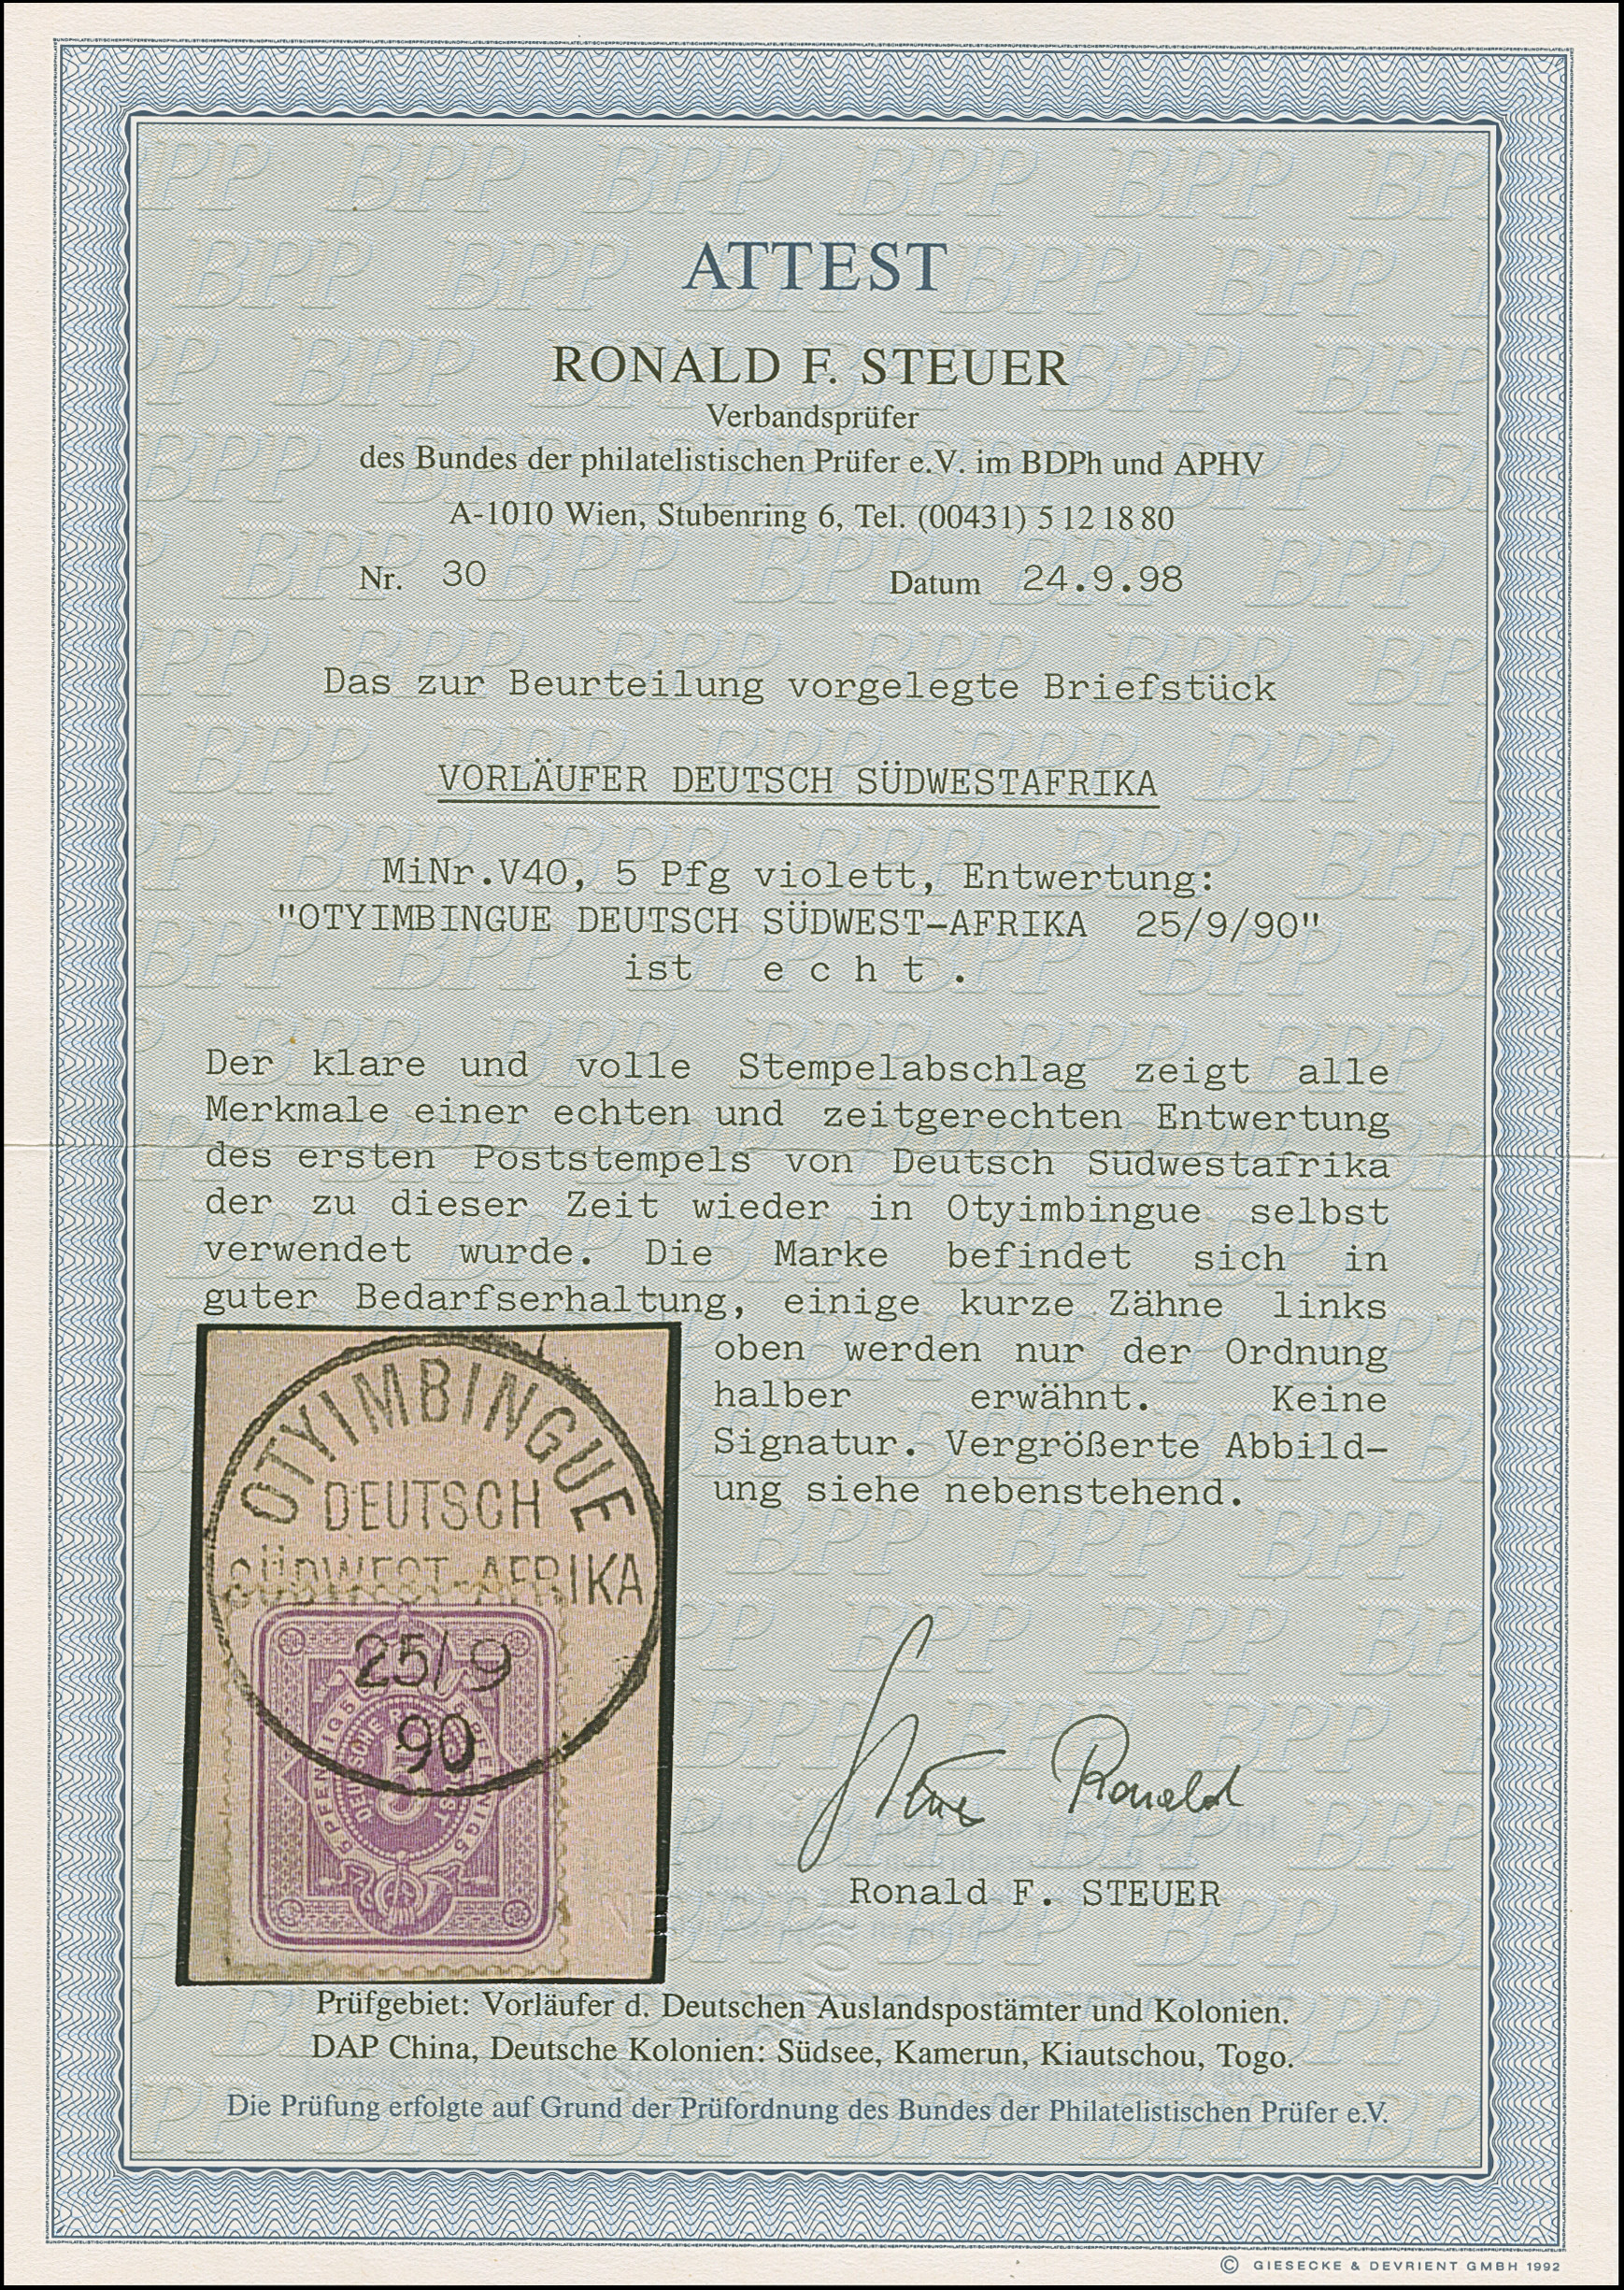 ATTEST
RONALD F. STEUER
Verbandsprüfer
des Bundes der philatelistischen Prüfer e.V. im BDPh und APHV
A-1010 Wien, Stubenring 6, Tel. (00431) 5 12 18 80
Nr. 30 Datum 24.9.98
Das zur Beurteilung vorgelegte Briefstück
VORLÄUFER DEUTSCH SÜDWESTAFRIKA
MiNr.V40, 5 Pfg violett, Entwertung:
"OTYIMBINGUE DEUTSCH SÜDWEST-AFRIKA 25/9/90"
ist e c h t .
Der klare und volle Stempelabschlag zeigt alle
Merkmale einer echten und zeitgerechten Entwertung
des ersten Poststempels von Deutsch Südwestafrika
der zu dieser Zeit wieder in Otyimbingue selbst
verwendet wurde. Die Marke befindet sich in
guter Bedarfserhaltung, einige kurze Zähne links
oben werden nur der Ordnung
halber erwähnt. Keine
Signatur. Vergrößerte Abbild-
ung siehe nebenstehend.
OTYIMBINGUE
DEUTSCH
SÜDWEST-AFRIKA
25/9
90
Ronald
Ronald F. STEUER
Prüfgebiet: Vorläufer d. Deutschen Auslandspostämter und Kolonien.
DAP China, Deutsche Kolonien: Südsee, Kamerun, Kiautschou, Togo.
Die Prüfung erfolgte auf Grund der Prüfordnung des Bundes der Philatelistischen Prüfer e.V.
© GIESECKE & DEVRIENT GMBH 1992